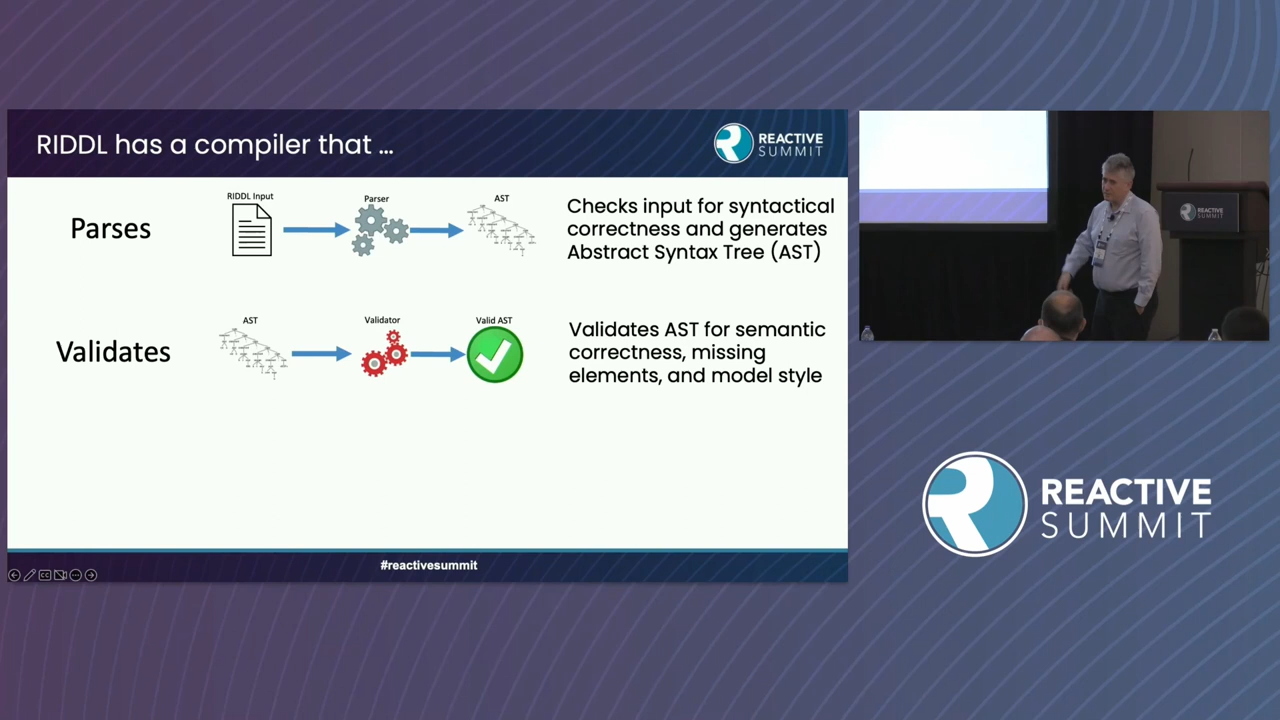 RIDDL has a compiler that ...
REACTIVE
SUMMIT
Parses
RIDDL Input
Parser
AST
Checks input for syntactical
correctness and generates
Abstract Syntax Tree (AST)
Validates
AST
Validator
Valid AST
Validates AST for semantic
correctness, missing
elements, and model style
#reactivesummit
REACTIVE
SUMMIT
REACTIVE
SUMMIT